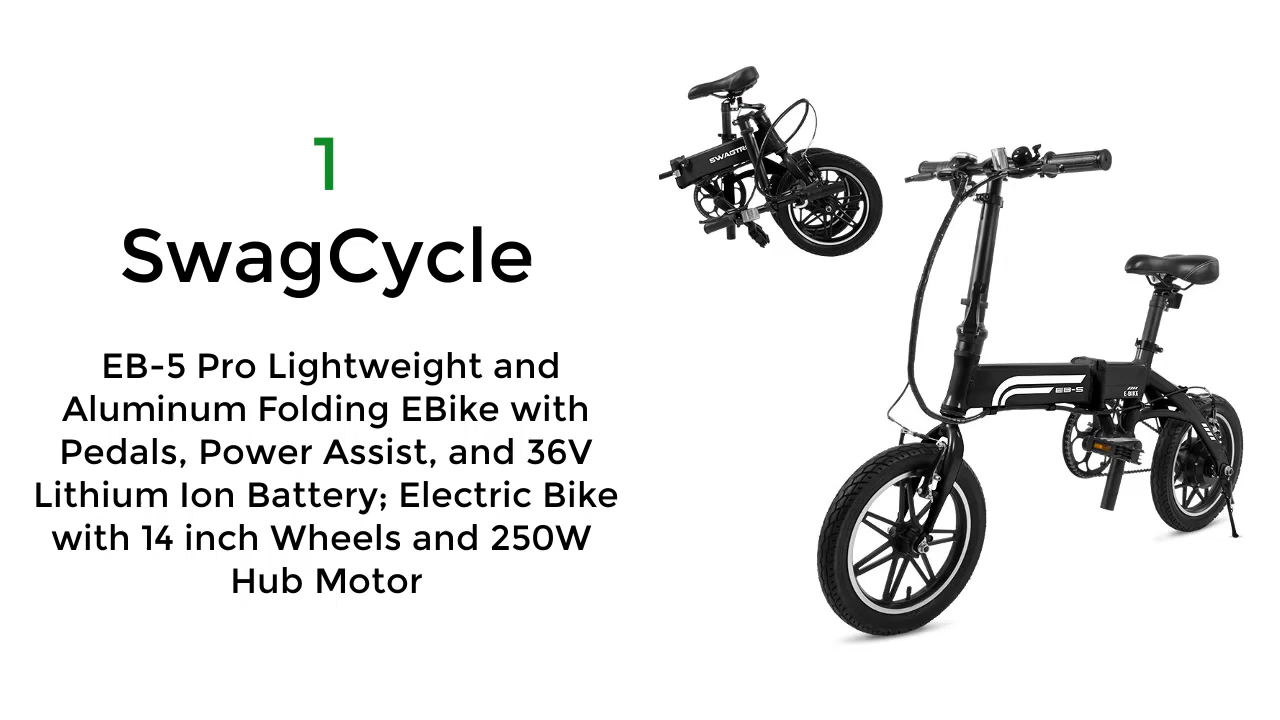 1
SwagCycle
EB-5 Pro Lightweight and
Aluminum Folding EBike with
Pedals, Power Assist, and 36V
Lithium Ion Battery; Electric Bike
with 14 inch Wheels and 250W
Hub Motor
SWAGTR
EB-5
E-BIKE